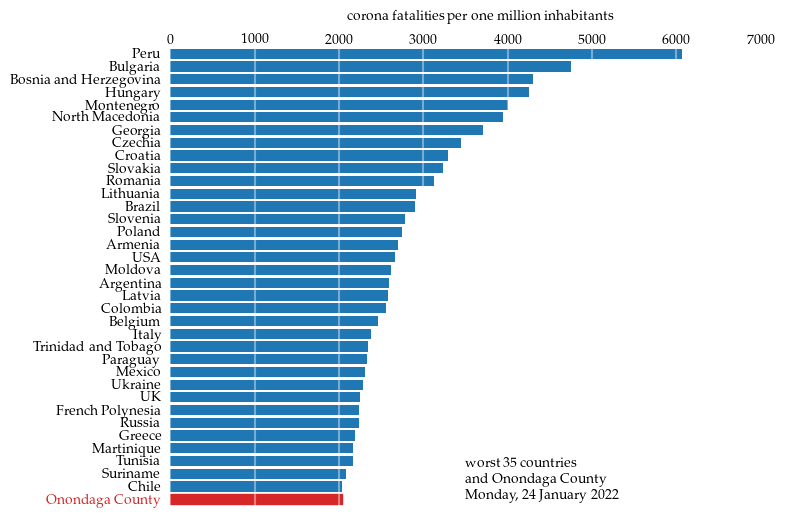 corona fatalities per one million inhabitants
0 1000 2000 3000 4000 5000 6000 7000
Peru
Bulgaria
Bosnia and Herzegovina
Hungary
Montenegro
North Macedonia
Georgia
Czechia
Croatia
Slovakia
Romania
Lithuania
Brazil
Slovenia
Poland
Armenia
USA
Moldova
Argentina
Latvia
Colombia
Belgium
Italy
Trinidad and Tobago
Paraguay
Mexico
Ukraine
UK
French Polynesia
Russia
Greece
Martinique
Tunisia
Suriname
Chile
Onondaga County
worst 35 countries
and Onondaga County
Monday, 24 January 2022